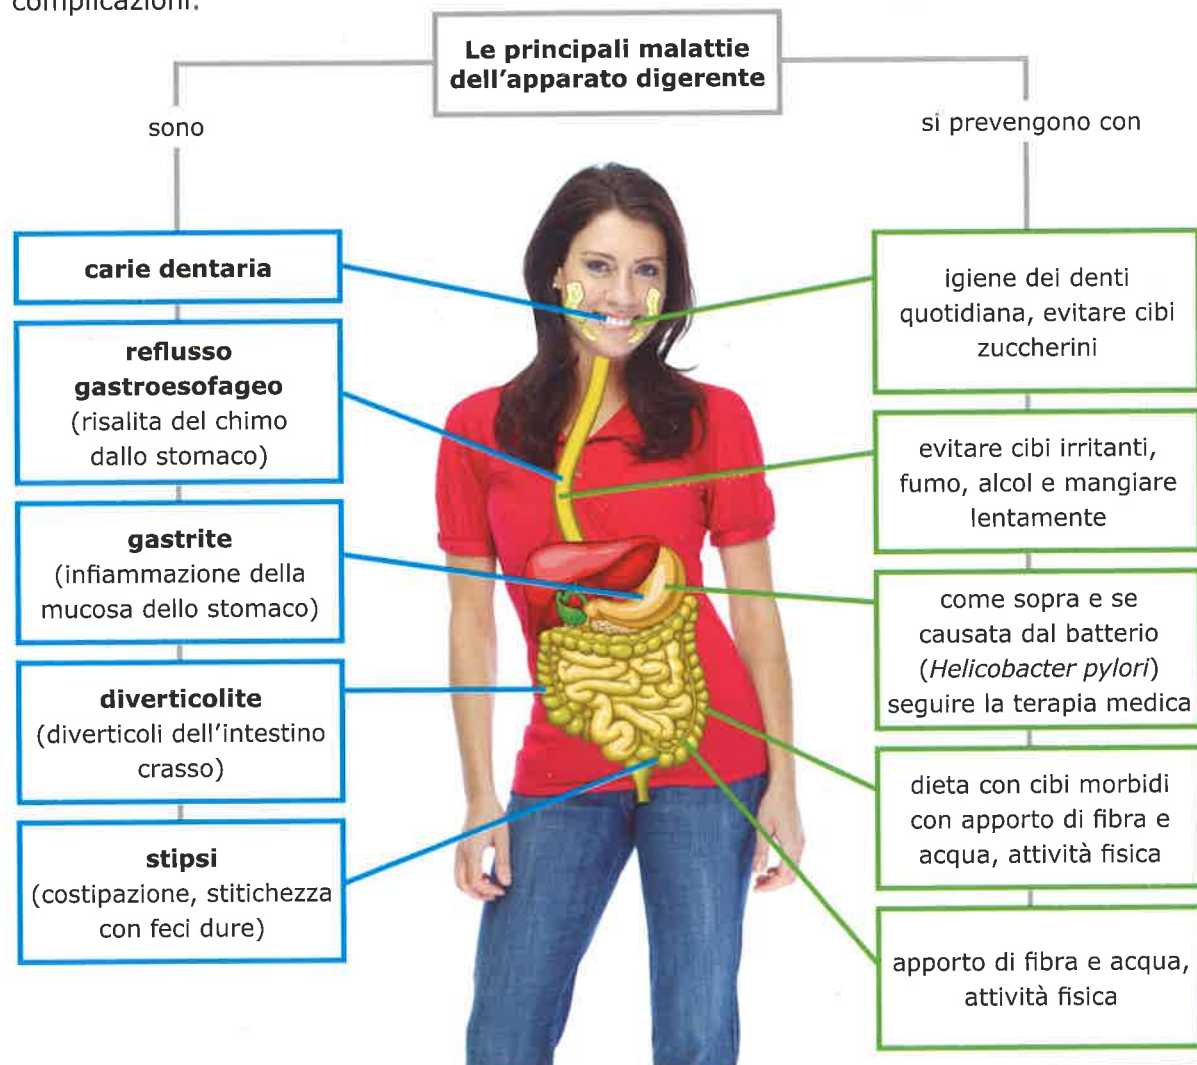 complicazioni.
Le principali malattie
dell'apparato digerente
sono
si prevengono con
carie dentaria
reflusso
gastroesofageo
(risalita del chimo
dallo stomaco)
gastrite
(infiammazione della
mucosa dello stomaco)
diverticolite
(diverticoli dell'intestino
crasso)
stipsi
(costipazione, stitichezza
con feci dure)
igiene dei denti
quotidiana, evitare cibi
zuccherini
evitare cibi irritanti,
fumo, alcol e mangiare
lentamente
come sopra e se
causata dal batterio
(Helicobacter pylori)
seguire la terapia medica
dieta con cibi morbidi
con apporto di fibra e
acqua, attività fisica
apporto di fibra e acqua,
attività fisica